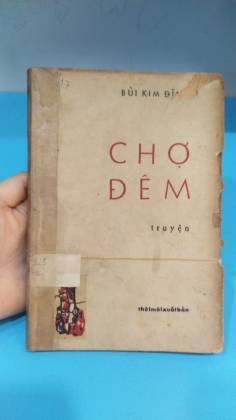 BÙI KIM
CHỢ
ĐÊM
truyện
thờimớixuấtbản